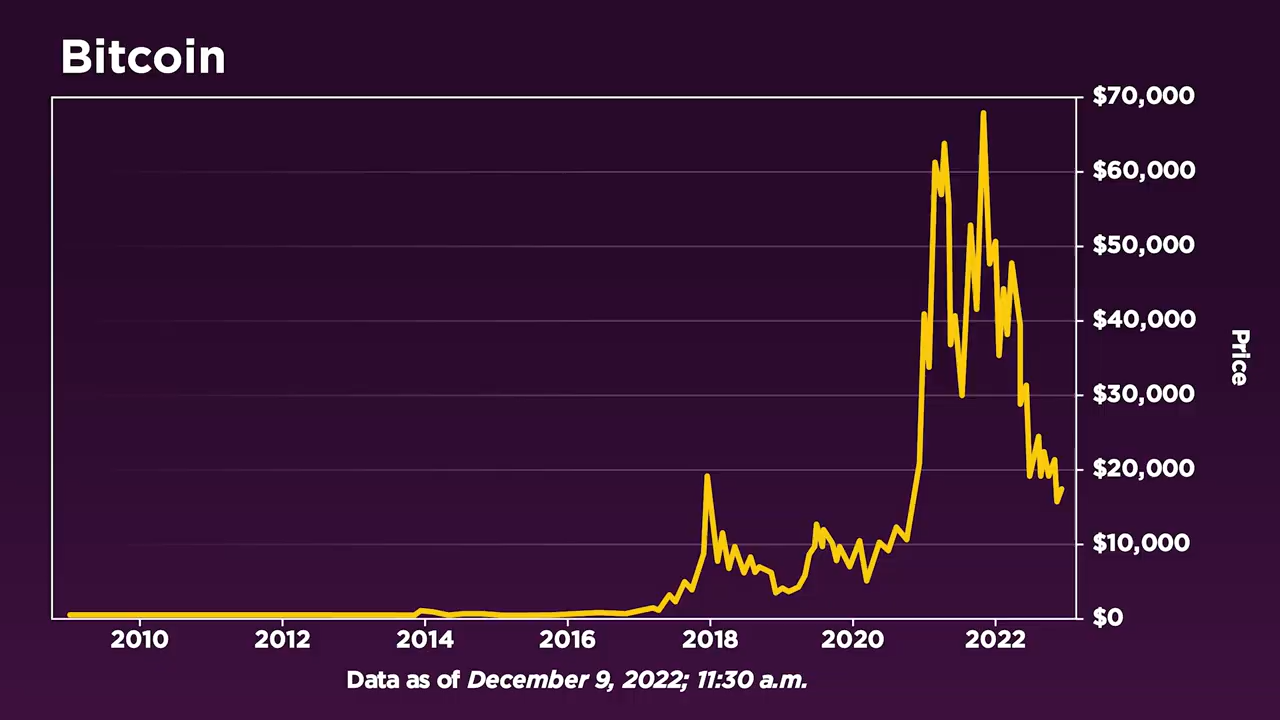 Bitcoin
$70,000
$60,000
$50,000
$40,000
Price
$30,000
$20,000
$10,000
$0
2010 2012 2014 2016 2018 2020 2022
Data as of December 9, 2022; 11:30 a.m.